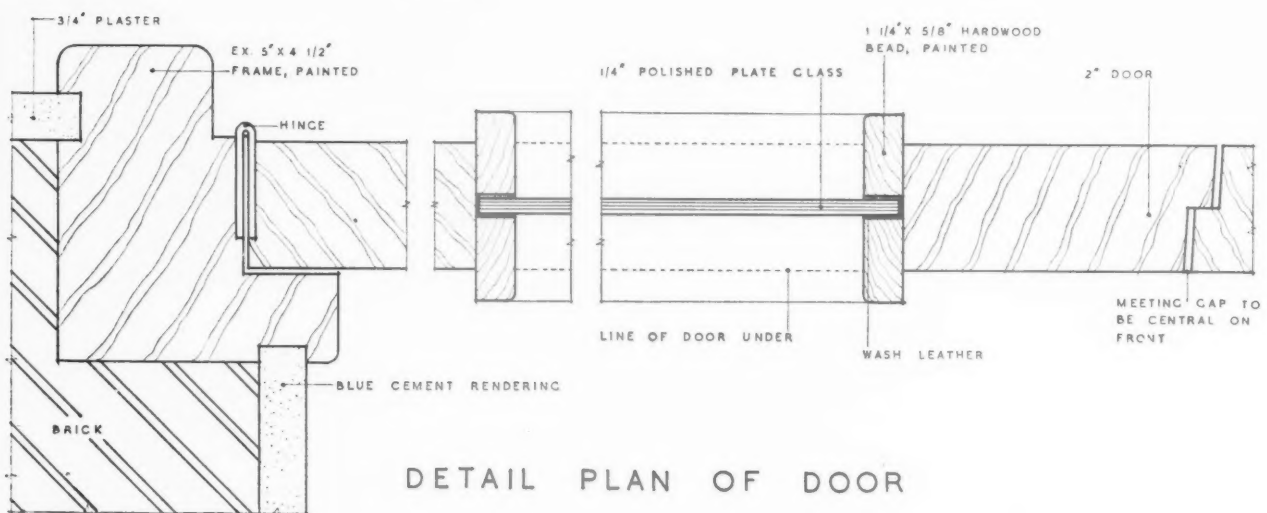 3/4" PLASTER
EX. 5" X 4 1/2"
FRAME, PAINTED
HINGE
1/4" POLISHED PLATE GLASS
1 1/4" X 5/8" HARDWOOD
BEAD, PAINTED
2" DOOR
LINE OF DOOR UNDER
WASH LEATHER
MEETING GAP TO
BE CENTRAL ON
FRONT
BLUE CEMENT RENDERING
BRICK
DETAIL PLAN OF DOOR